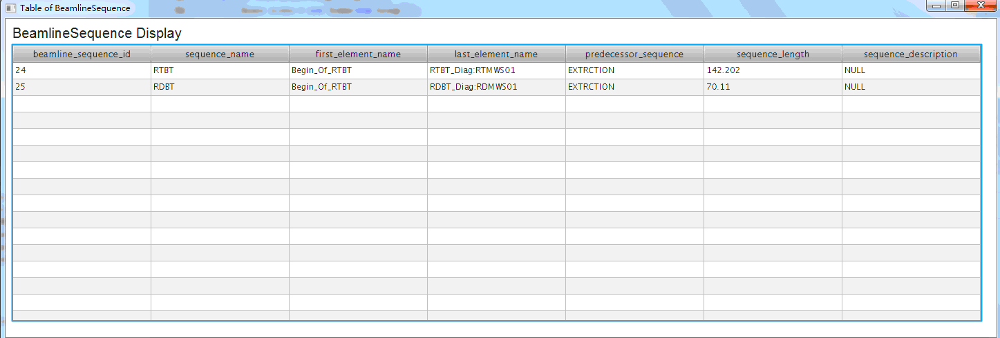 Table of BeamlineSequence
BeamlineSequence Display
beamline_sequence_id sequence_name first_element_name last_element_name predecessor_sequence sequence_length sequence_description
24 RTBT Begin_Of_RTBT RTBT_Diag:RTMWS01 EXTRCTION 142.202 NULL
25 RDBT Begin_Of_RTBT RDBT_Diag:RDMWS01 EXTRCTION 70.11 NULL